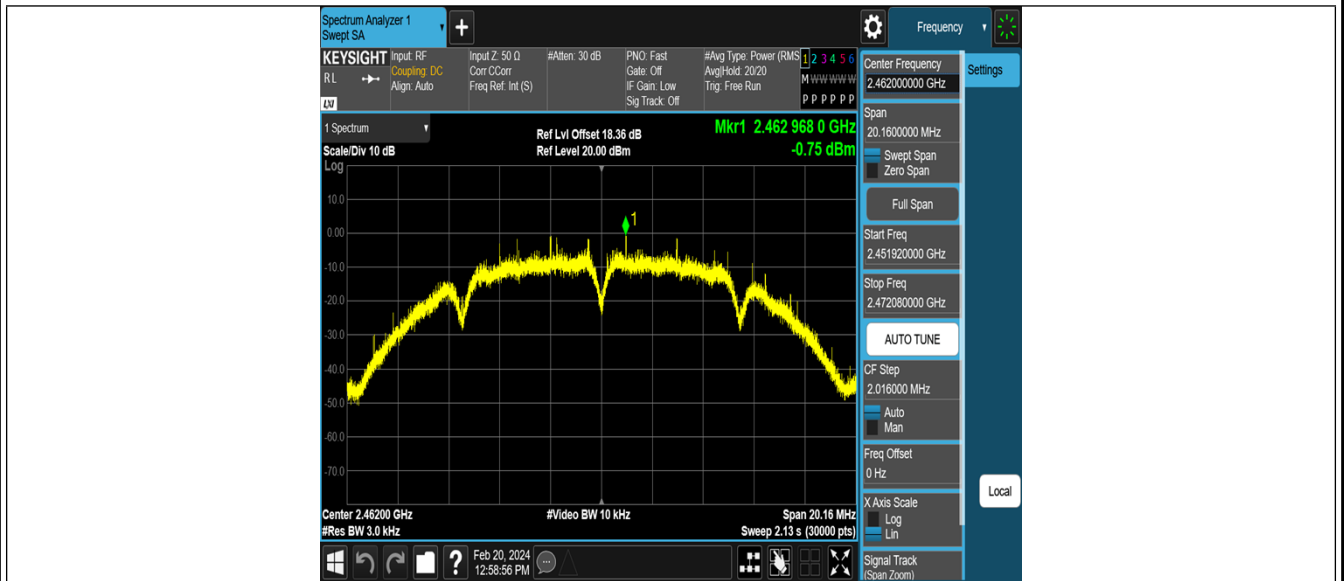 Spectrum Analyzer 1
Swept SA
+
Frequency
KEYSIGHT
RL
LXI
Input: RF
Coupling: DC
Align: Auto
Input Z: 50 Ω
Corr CCorr
Freq Ref: Int (S)
#Atten: 30 dB
PNO: Fast
Gate: Off
IF Gain: Low
Sig Track: Off
#Avg Type: Power (RMS
Avg|Hold: 20/20
Trig: Free Run
1 2 3 4 5 6
M W W W W W
P P P P P P
Center Frequency
2.462000000 GHz
Settings
1 Spectrum
Scale/Div 10 dB
Log
Ref Lvl Offset 18.36 dB
Ref Level 20.00 dBm
Mkr1 2.462 968 0 GHz
-0.75 dBm
10.0
0.00
-10.0
-20.0
-30.0
-40.0
-50.0
-60.0
-70.0
1
Span
20.1600000 MHz
Swept Span
Zero Span
Full Span
Start Freq
2.451920000 GHz
Stop Freq
2.472080000 GHz
AUTO TUNE
CF Step
2.016000 MHz
Auto
Man
Freq Offset
0 Hz
X Axis Scale
Log
Lin
Local
Signal Track
(Span Zoom)
Center 2.46200 GHz
#Res BW 3.0 kHz
#Video BW 10 kHz
Span 20.16 MHz
Sweep 2.13 s (30000 pts)
?
Feb 20, 2024
12:58:56 PM